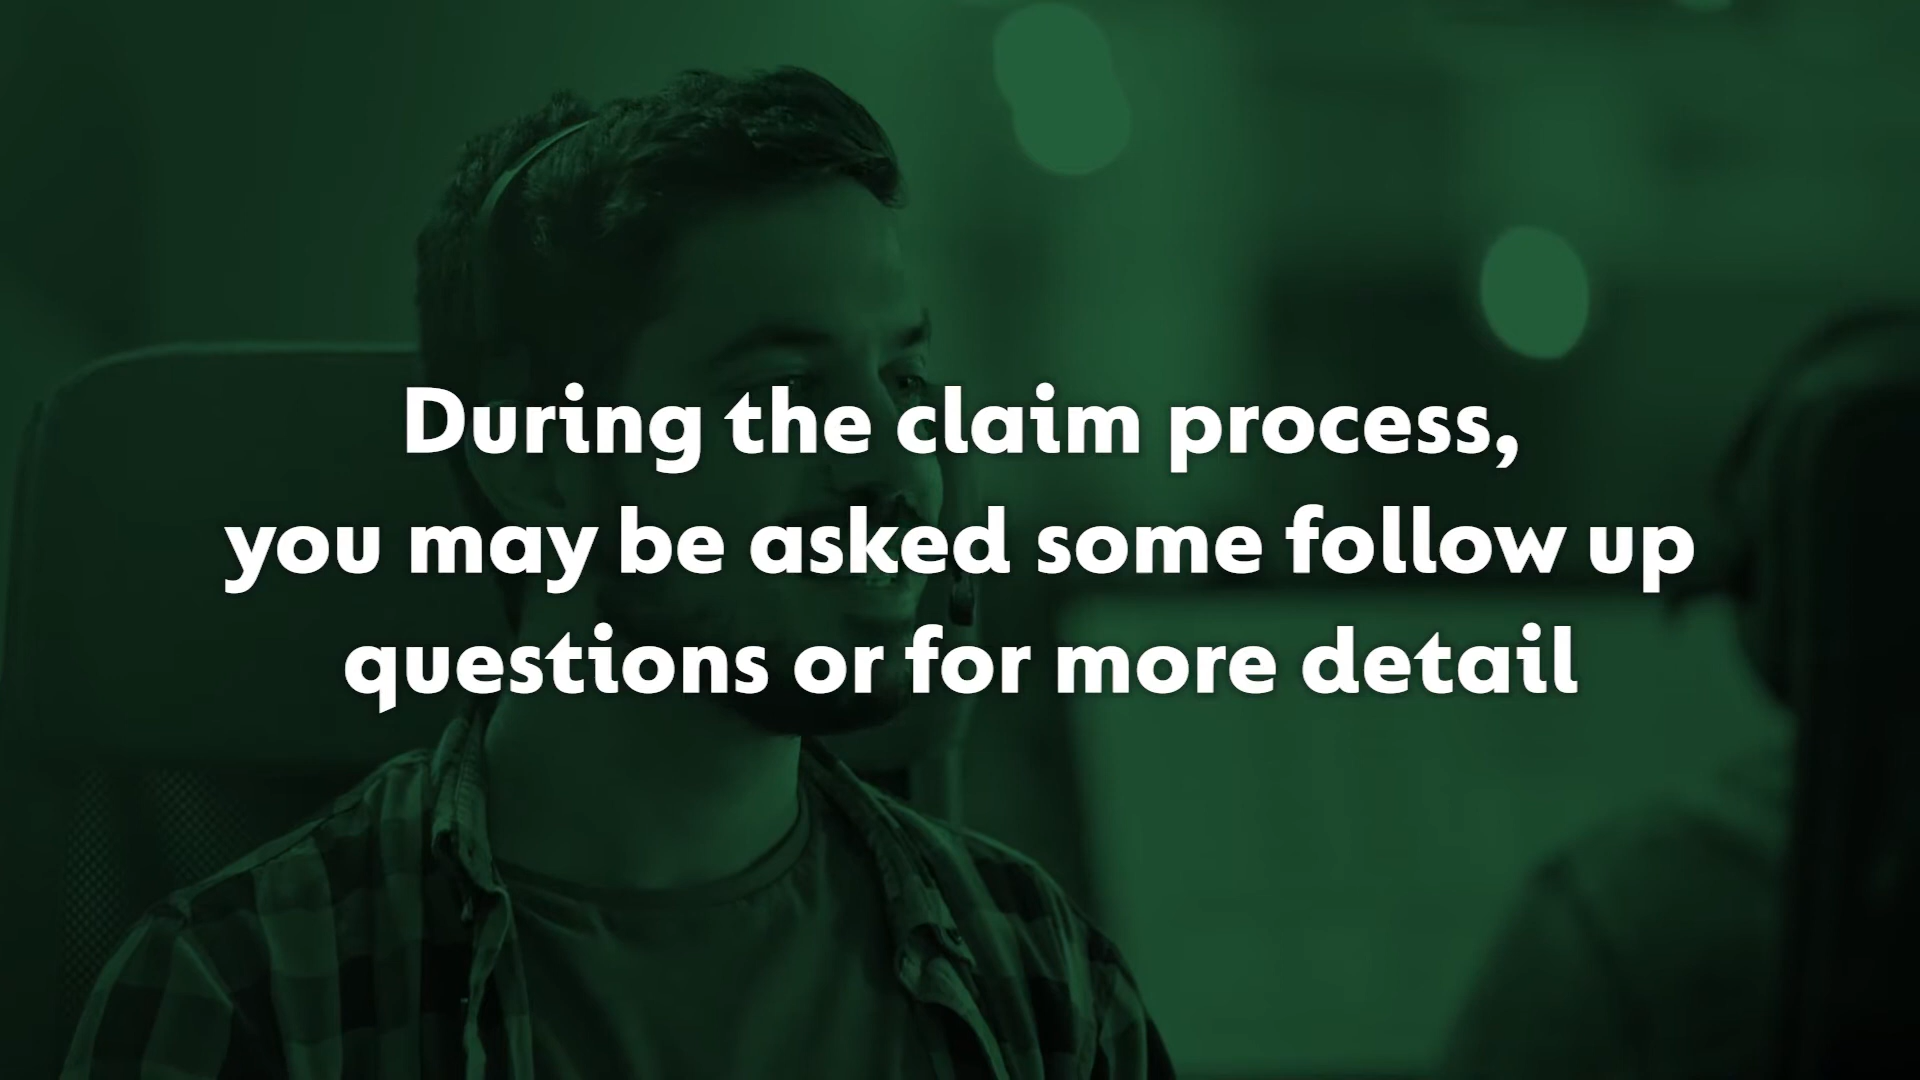 During the claim process,
you may be asked some follow up
questions or for more detail